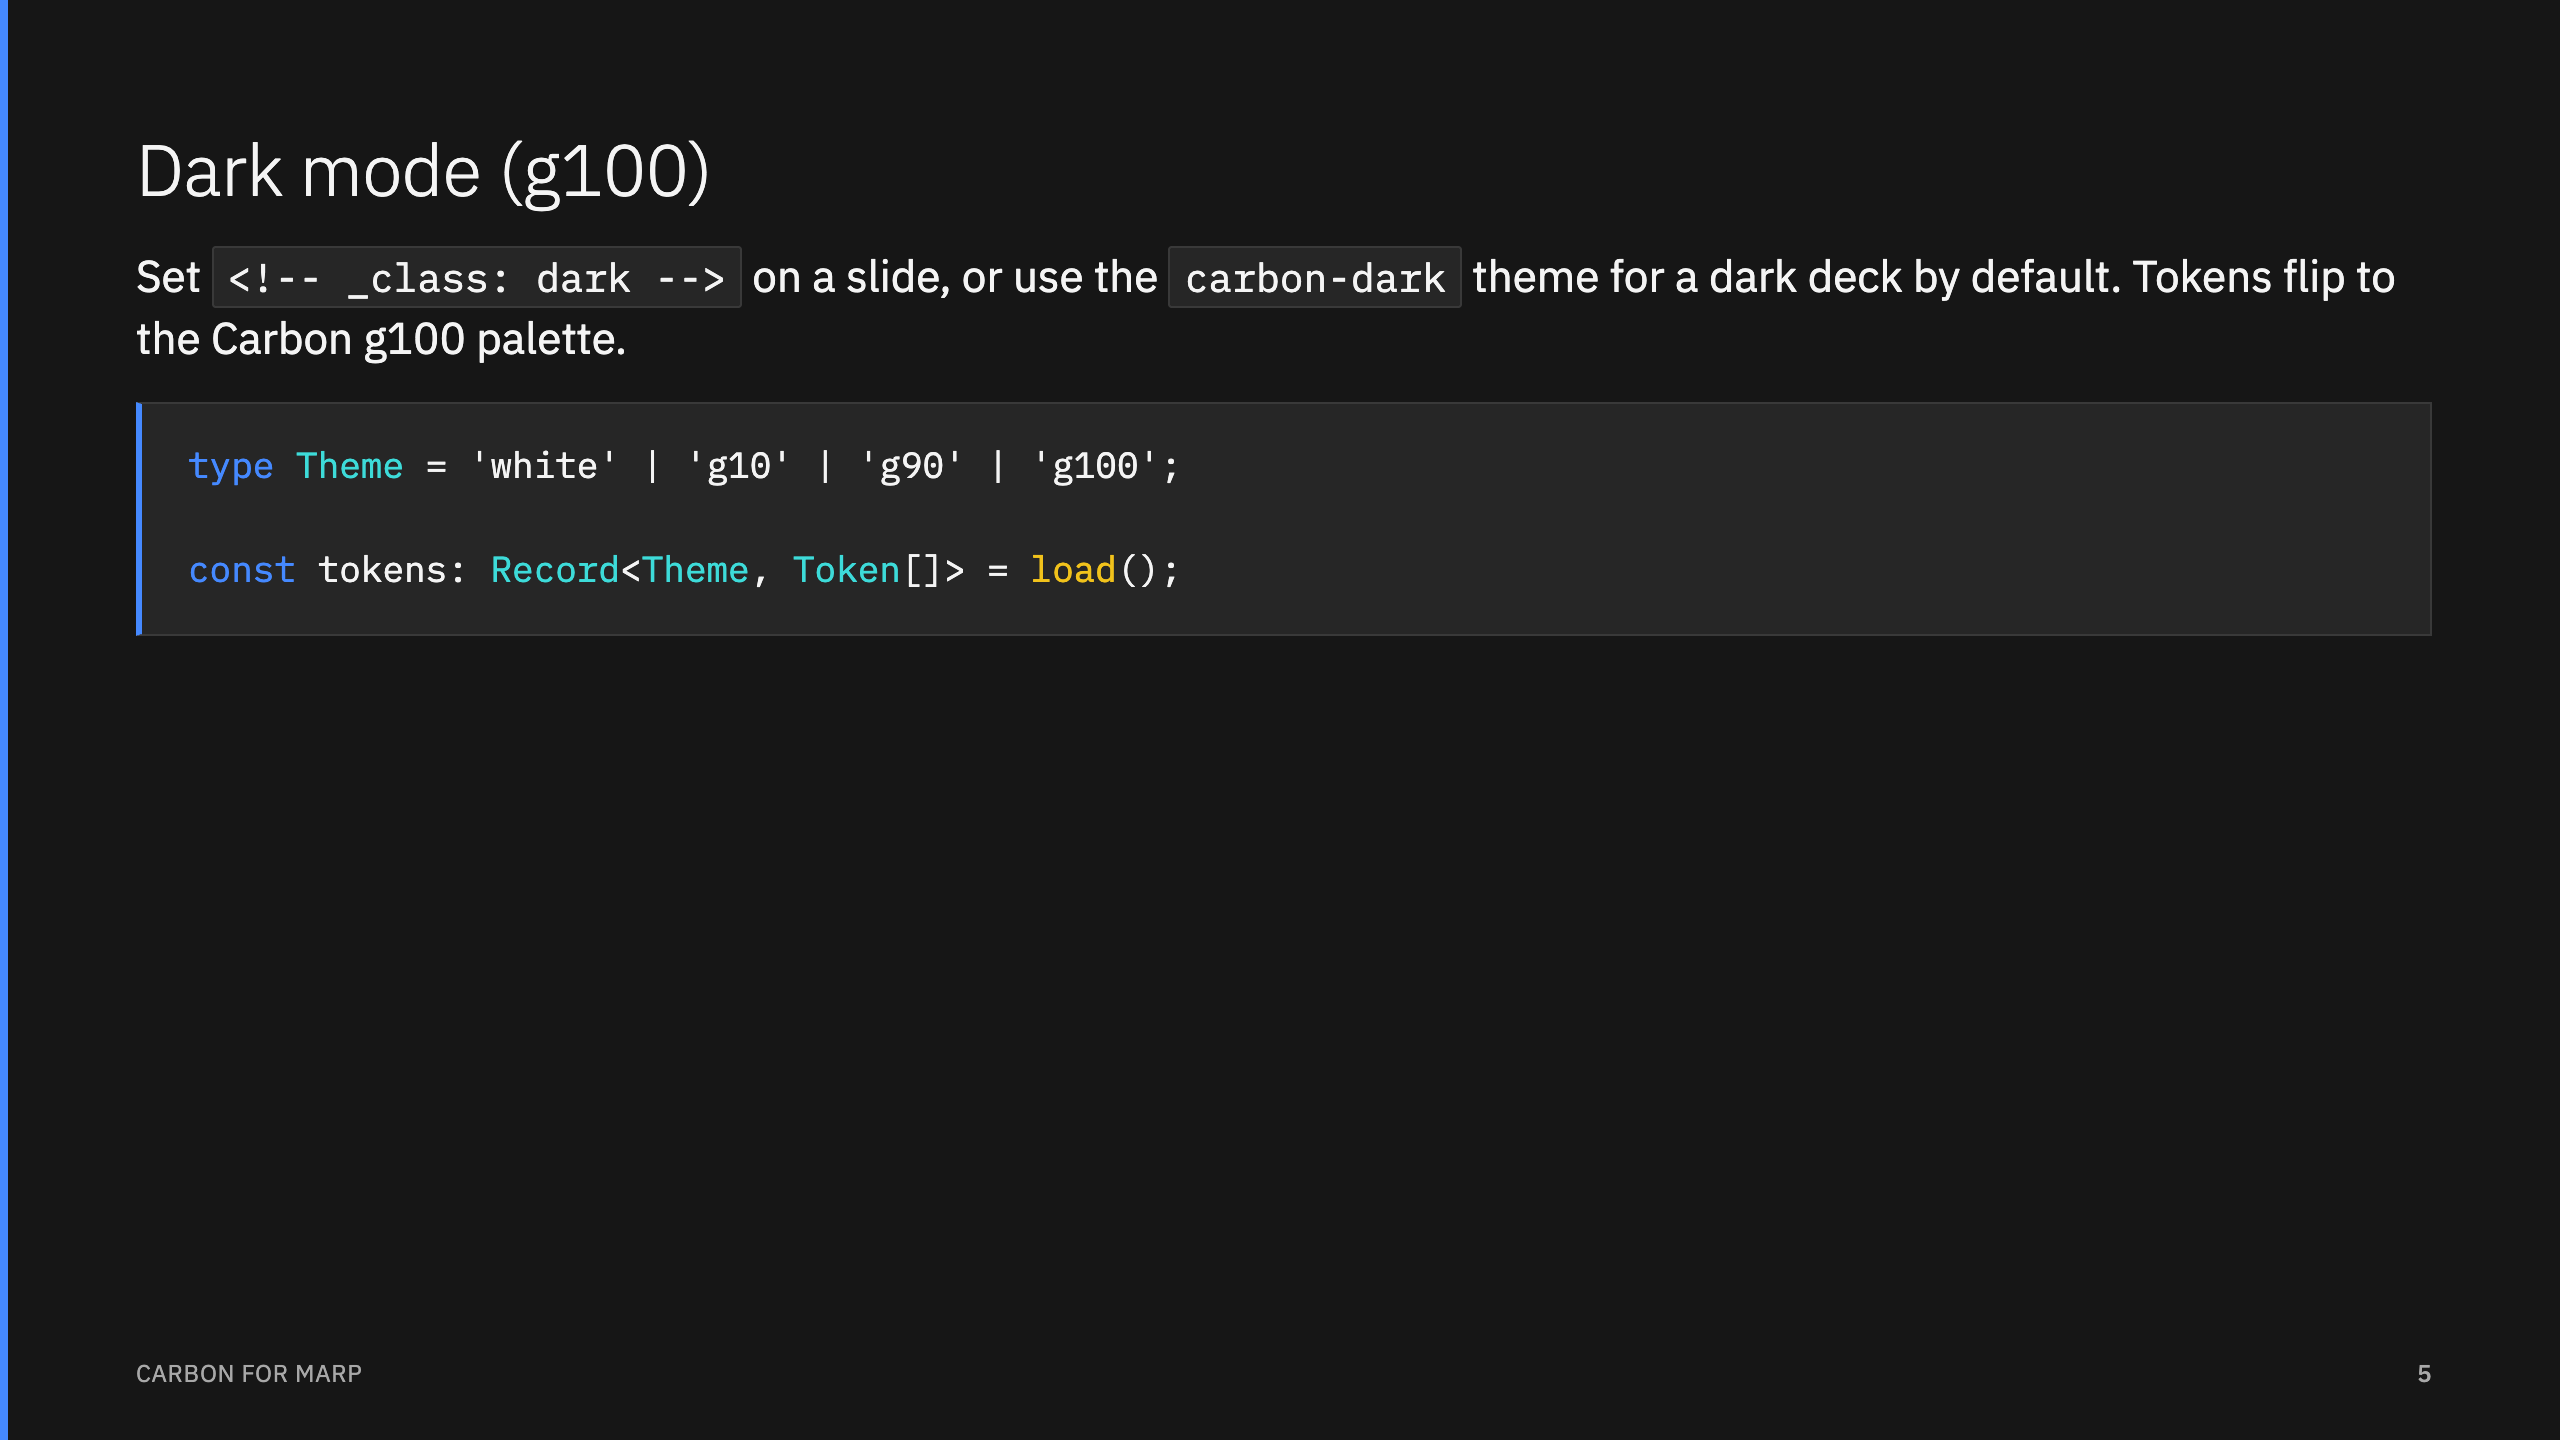 Dark mode (g100)
Set <!-- _class: dark --> on a slide, or use the carbon-dark theme for a dark deck by default. Tokens flip to
the Carbon g100 palette.
type Theme = 'white' | 'g10' | 'g90' | 'g100';
const tokens: Record<Theme, Token[]> = load();
CARBON FOR MARP
5